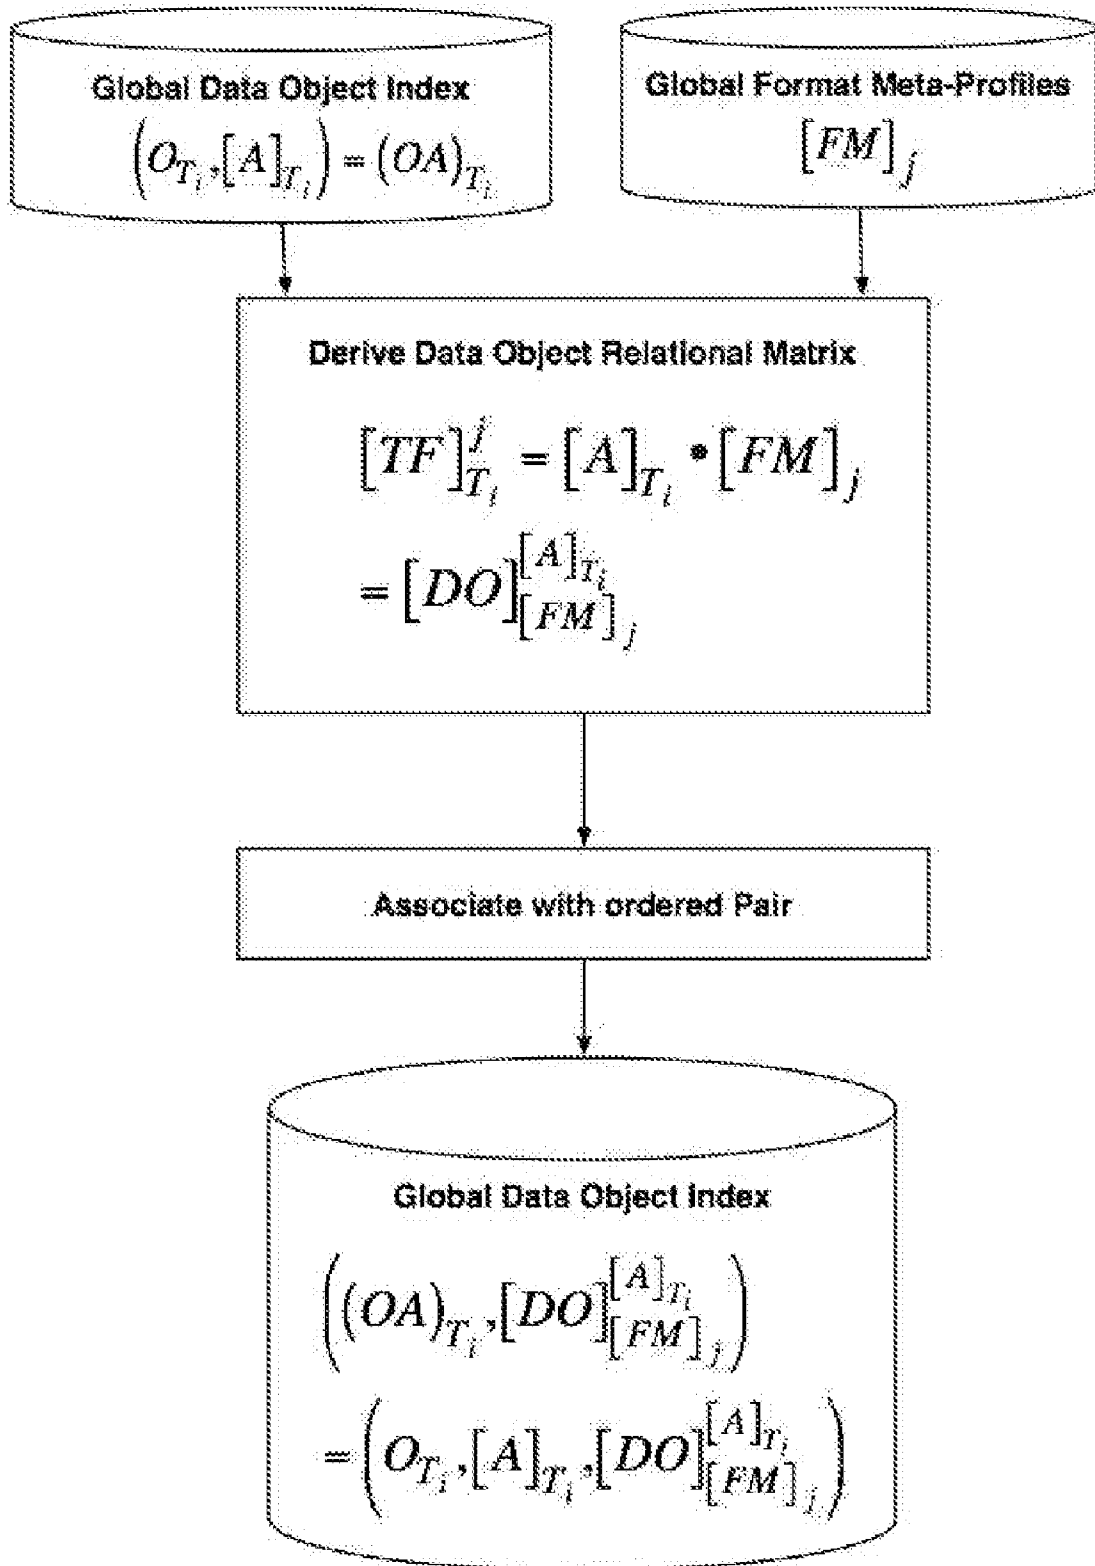 Global Data Object Index
(O_{T_i}, [A]_{T_i}) = (OA)_{T_i}
Global Format Meta-Profiles
[FM]_j
Derive Data Object Relational Matrix
[TF]_{T_i}^j = [A]_{T_i} • [FM]_j
= [DO]_{[FM]_j}^{[A]_{T_i}}
Associate with ordered Pair
Global Data Object Index
((OA)_{T_i}, [DO]_{[FM]_j}^{[A]_{T_i}})
= (O_{T_i}, [A]_{T_i}, [DO]_{[FM]_j}^{[A]_{T_i}})